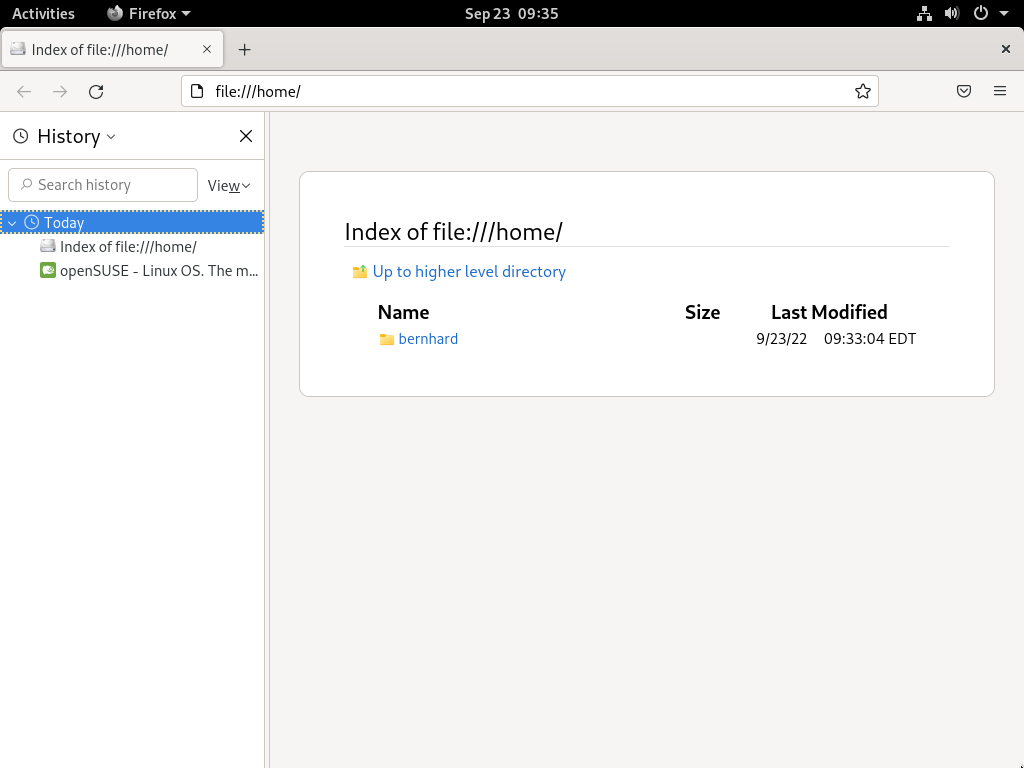 Activities Firefox Sep 23 09:35
Index of file:///home/
file:///home/
History
Search history View
Today
Index of file:///home/
openSUSE - Linux OS. The m...
Index of file:///home/
Up to higher level directory
Name Size Last Modified
bernhard 9/23/22 09:33:04 EDT